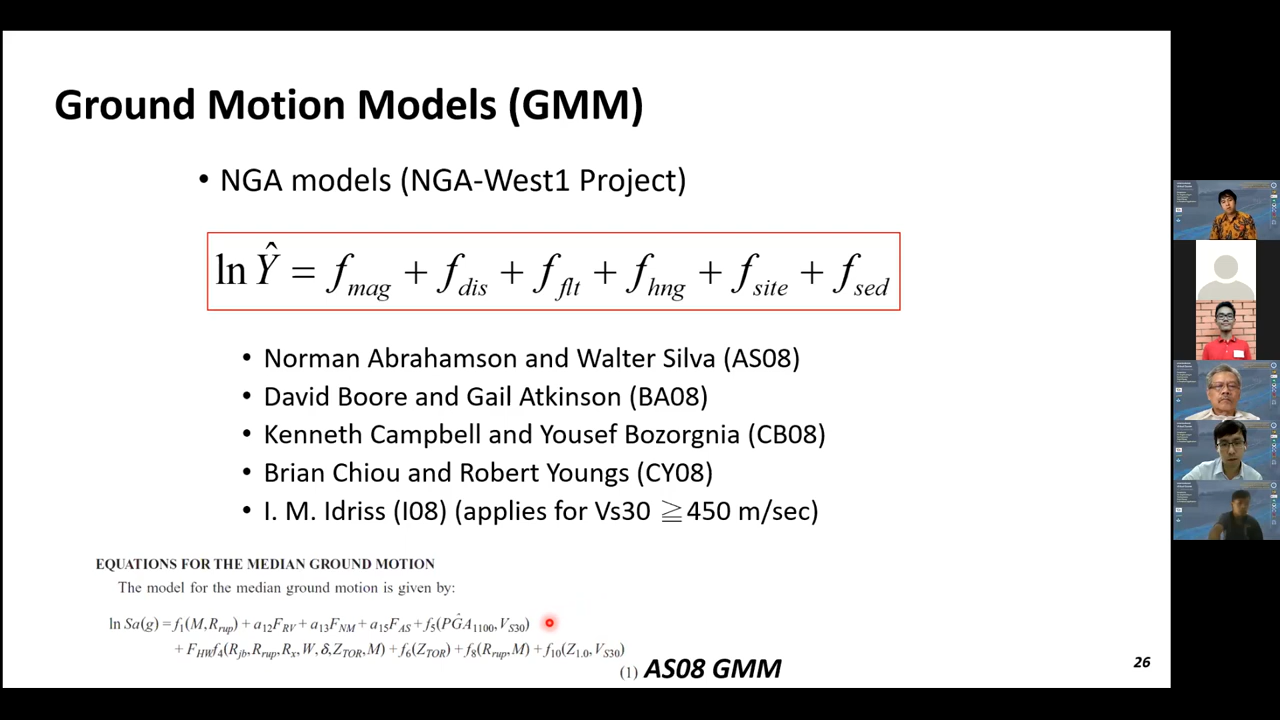 Ground Motion Models (GMM)
• NGA models (NGA-West1 Project)
ln Ŷ = f_mag + f_dis + f_flt + f_hng + f_site + f_sed
• Norman Abrahamson and Walter Silva (AS08)
• David Boore and Gail Atkinson (BA08)
• Kenneth Campbell and Yousef Bozorgnia (CB08)
• Brian Chiou and Robert Youngs (CY08)
• I. M. Idriss (I08) (applies for Vs30 ≧ 450 m/sec)
EQUATIONS FOR THE MEDIAN GROUND MOTION
The model for the median ground motion is given by:
ln Sa(g) = f₁(M,R_rup) + a₁₂F_RV + a₁₃F_NM + a₁₅F_AS + f₅(PĜA₁₁₀₀,V_S30)
+ F_HW f₄(R_jb,R_rup,R_x,W,δ,Z_TOR,M) + f₆(Z_TOR) + f₈(R_rup,M) + f₁₀(Z₁.₀,V_S30)
(1) AS08 GMM
26